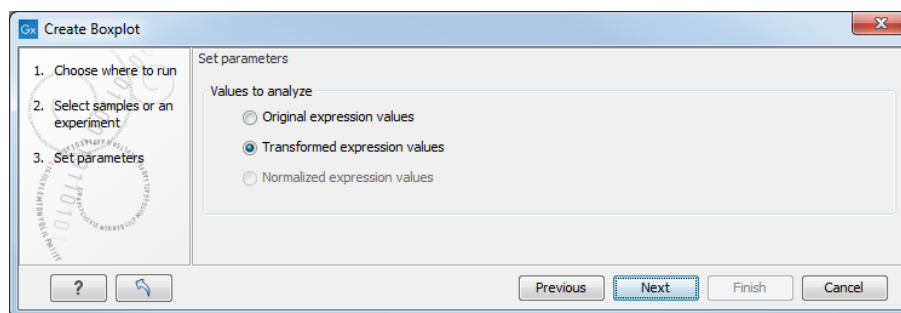 Gx Create Boxplot
1. Choose where to run
2. Select samples or an
experiment
3. Set parameters
Set parameters
Values to analyze
Original expression values
Transformed expression values
Normalized expression values
?
Previous
Next
Finish
Cancel